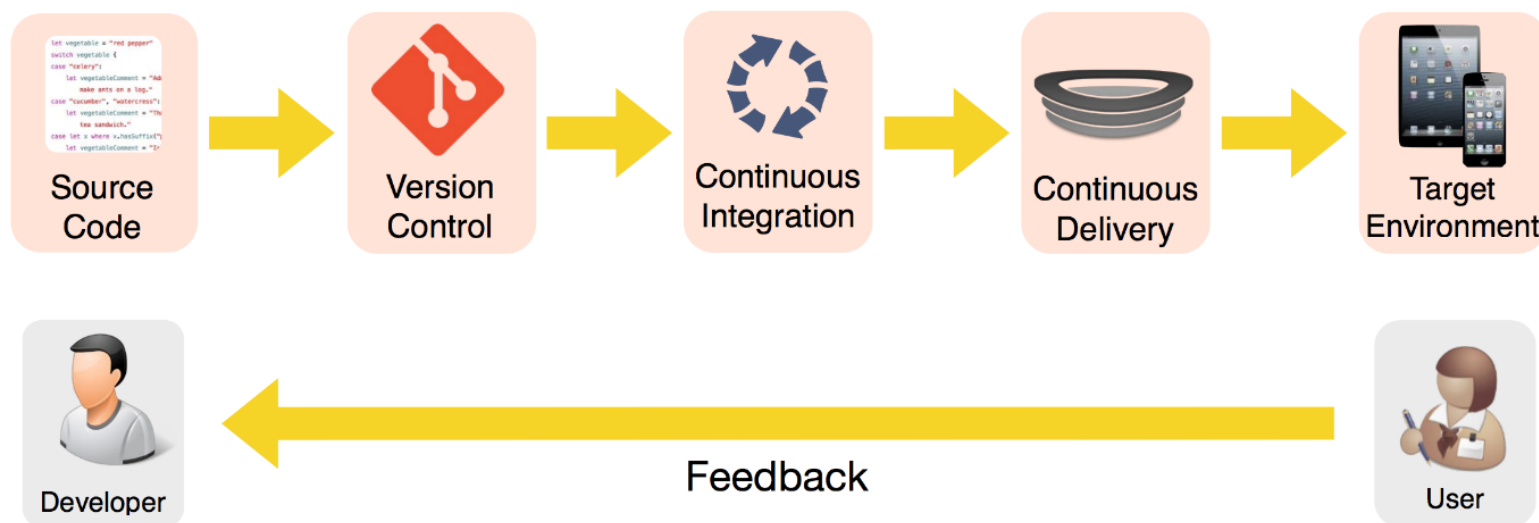 let vegetable = "red pepper"
switch vegetable {
case "celery":
let vegetableComment = "Ad
make ants on a log."
case "cucumber", "watercress":
let vegetableComment = "Th
tea sandwich."
case let x where x.hasSuffix("
let vegetableComment = "I
Source
Code
Version
Control
Continuous
Integration
Continuous
Delivery
Target
Environment
Developer
Feedback
User